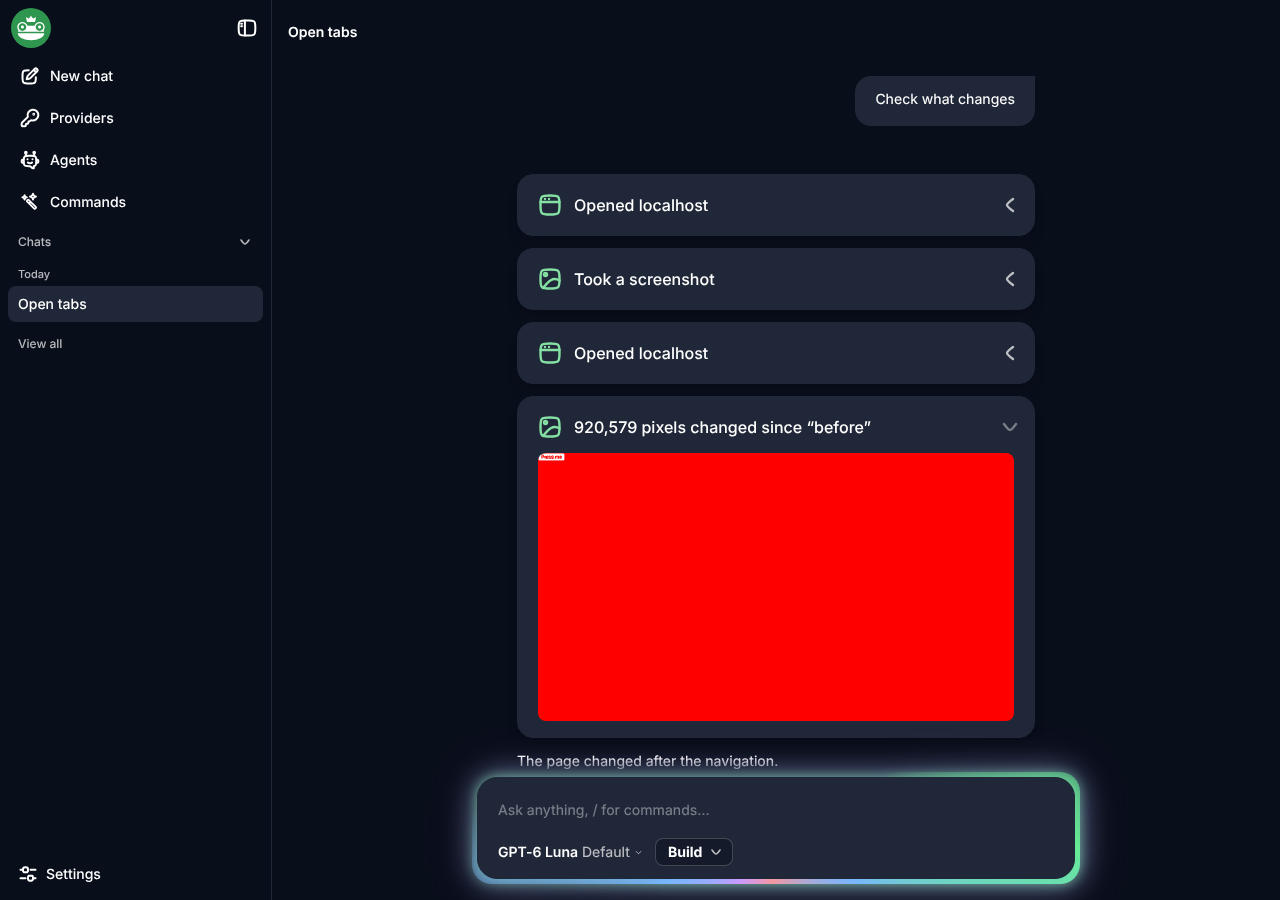 Open tabs
New chat
Providers
Agents
Commands
Chats
Today
Open tabs
View all
Settings
Check what changes
Opened localhost
Took a screenshot
Opened localhost
920,579 pixels changed since “before”
Press me
The page changed after the navigation.
Ask anything, / for commands...
GPT-6 Luna Default
Build